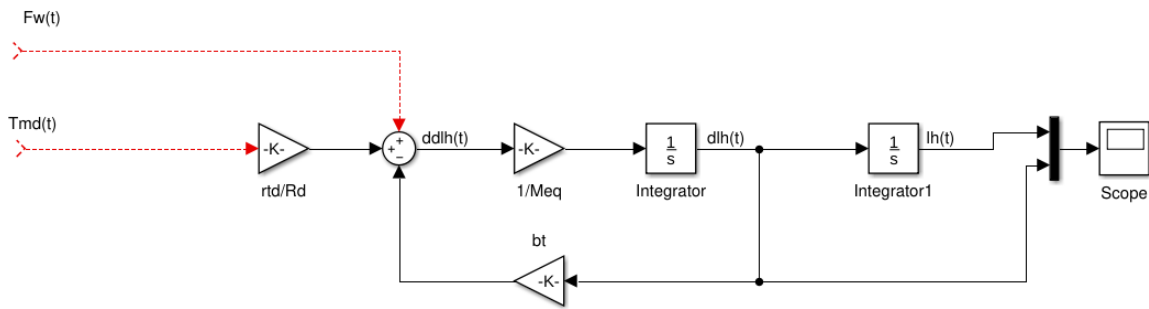 Fw(t)
Tmd(t)
-K-
rtd/Rd
+
+
−
ddlh(t)
-K-
1/Meq
1
s
Integrator
dlh(t)
1
s
Integrator1
lh(t)
Scope
bt
-K-